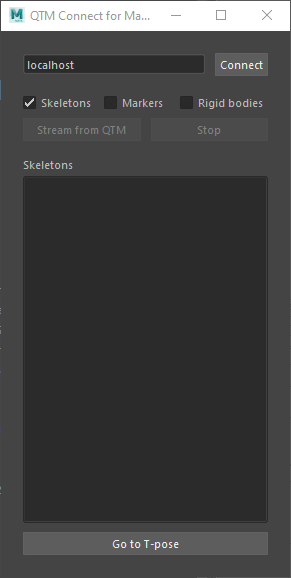 QTM Connect for Ma...
localhost
Connect
Skeletons Markers Rigid bodies
Stream from QTM Stop
Skeletons
Go to T-pose